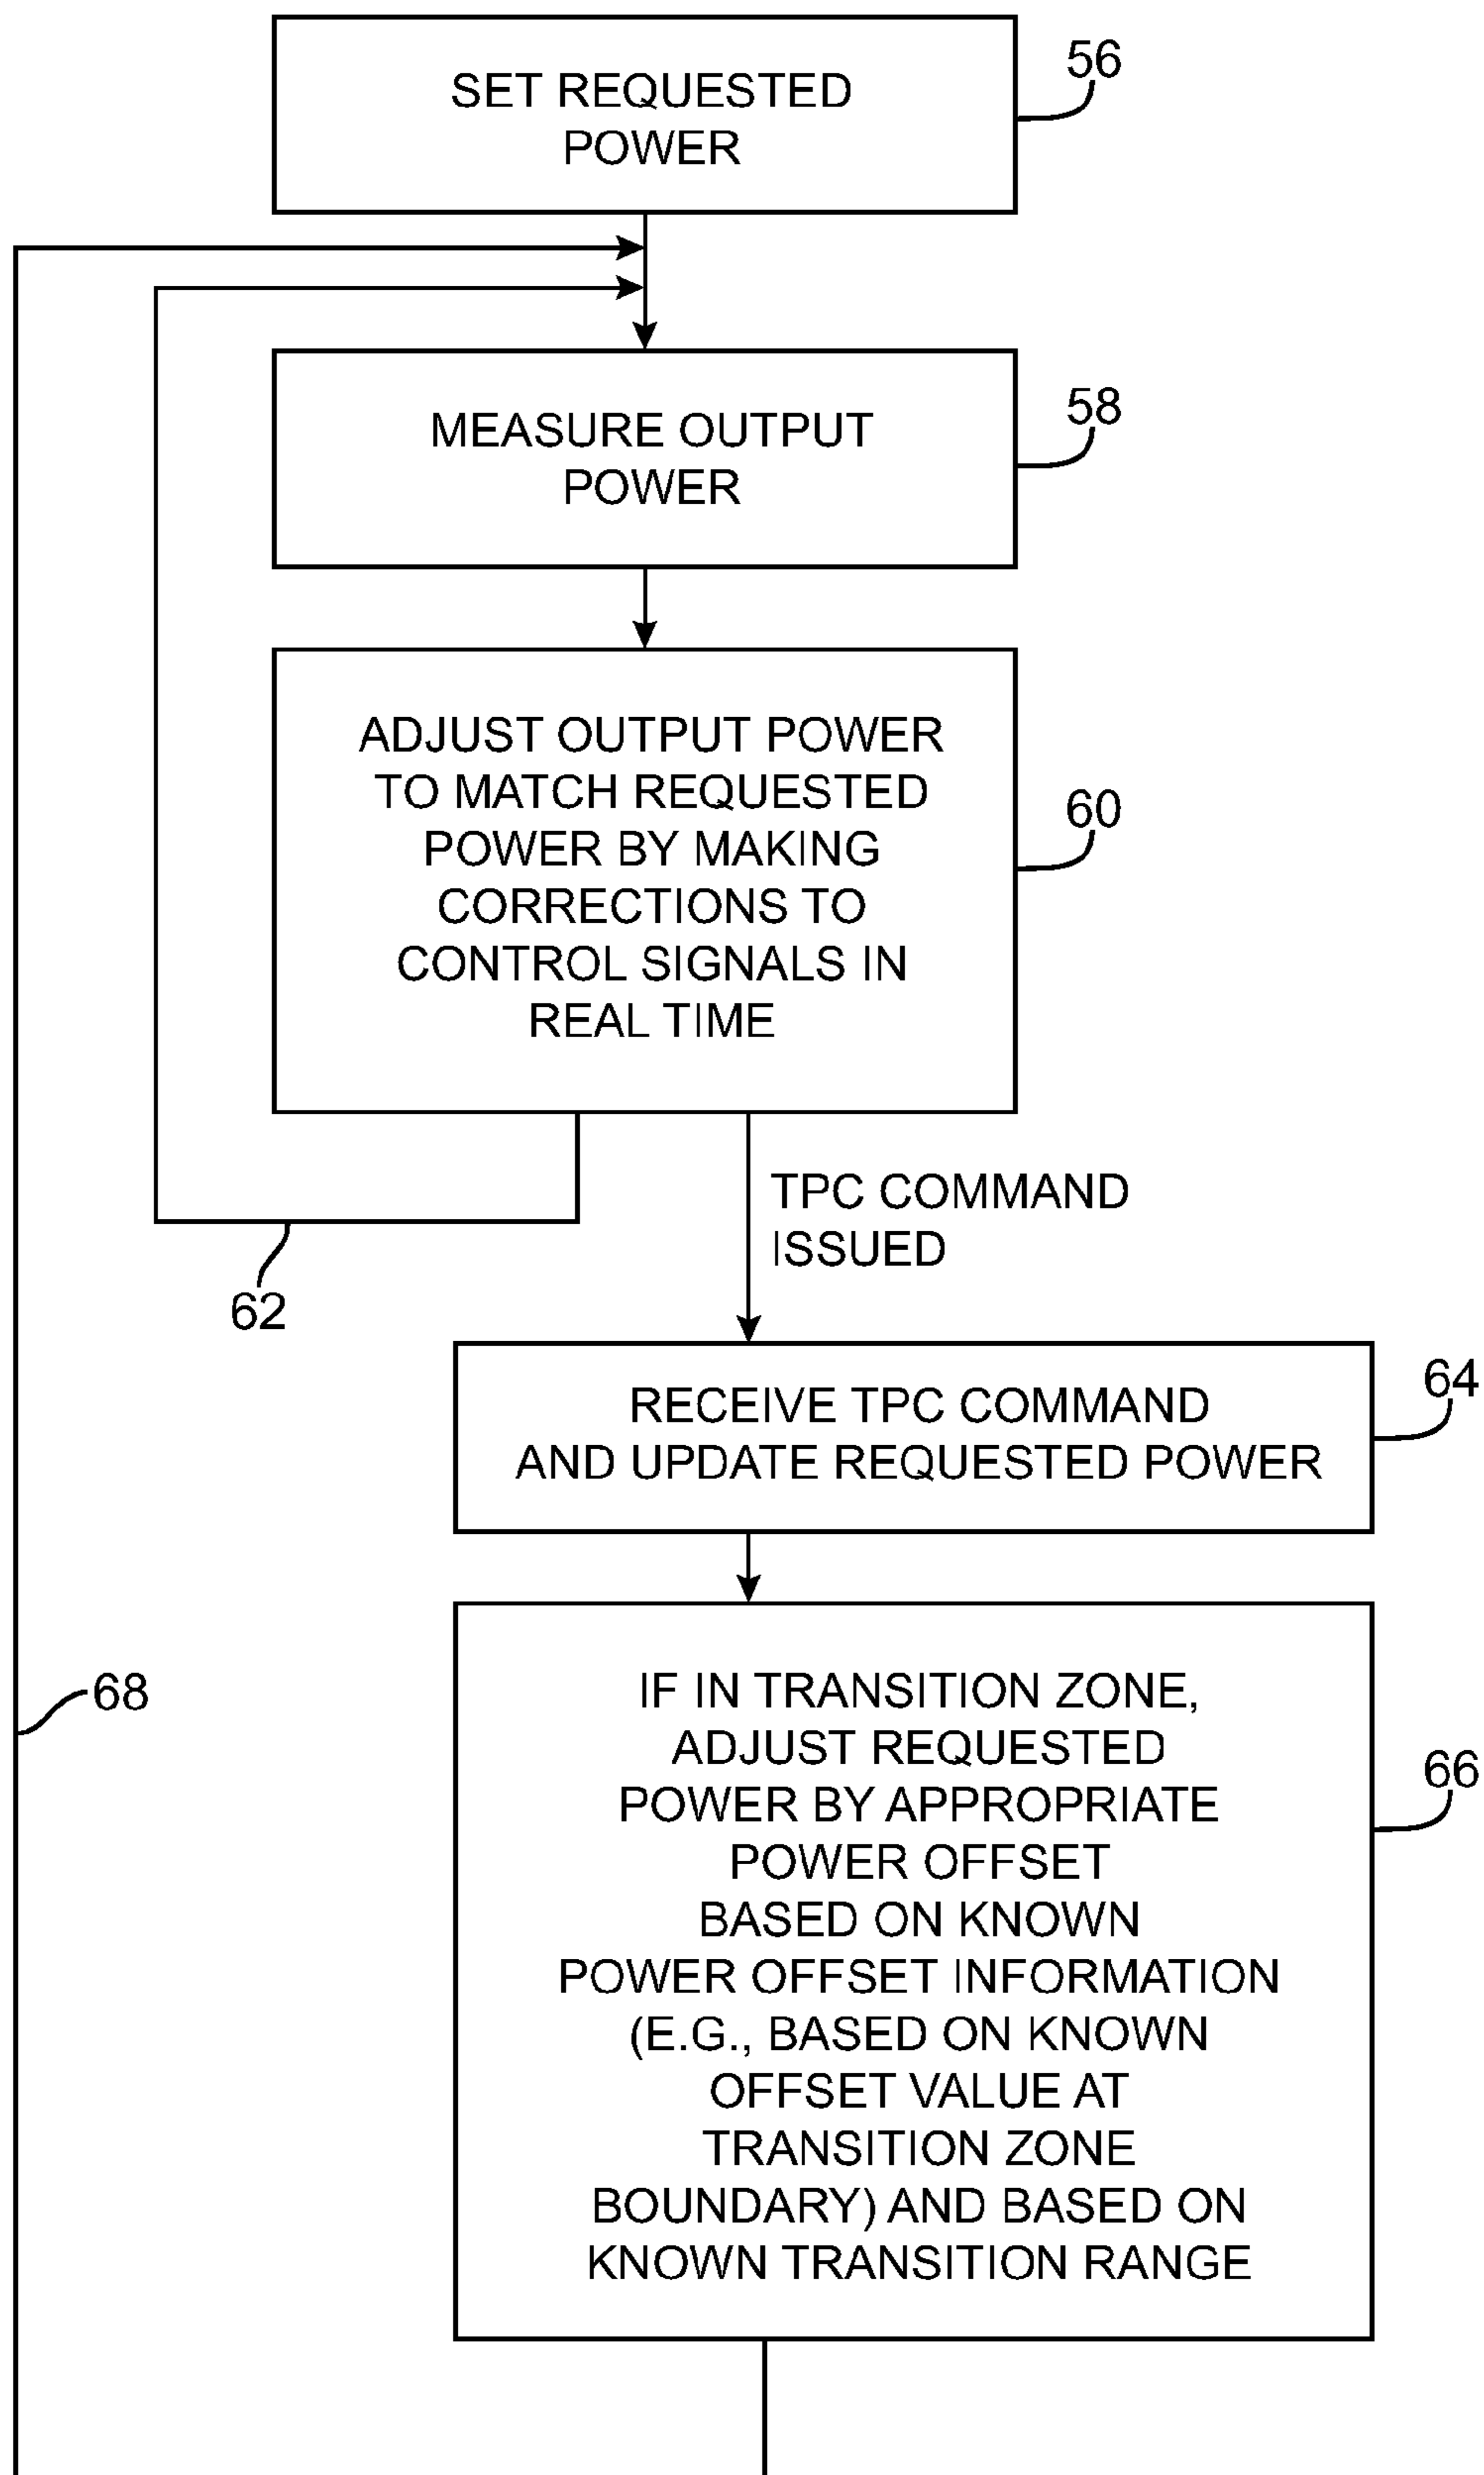 SET REQUESTED
POWER
56
MEASURE OUTPUT
POWER
58
ADJUST OUTPUT POWER
TO MATCH REQUESTED
POWER BY MAKING
CORRECTIONS TO
CONTROL SIGNALS IN
REAL TIME
60
TPC COMMAND
ISSUED
62
RECEIVE TPC COMMAND
AND UPDATE REQUESTED POWER
64
IF IN TRANSITION ZONE,
ADJUST REQUESTED
POWER BY APPROPRIATE
POWER OFFSET
BASED ON KNOWN
POWER OFFSET INFORMATION
(E.G., BASED ON KNOWN
OFFSET VALUE AT
TRANSITION ZONE
BOUNDARY) AND BASED ON
KNOWN TRANSITION RANGE
66
68